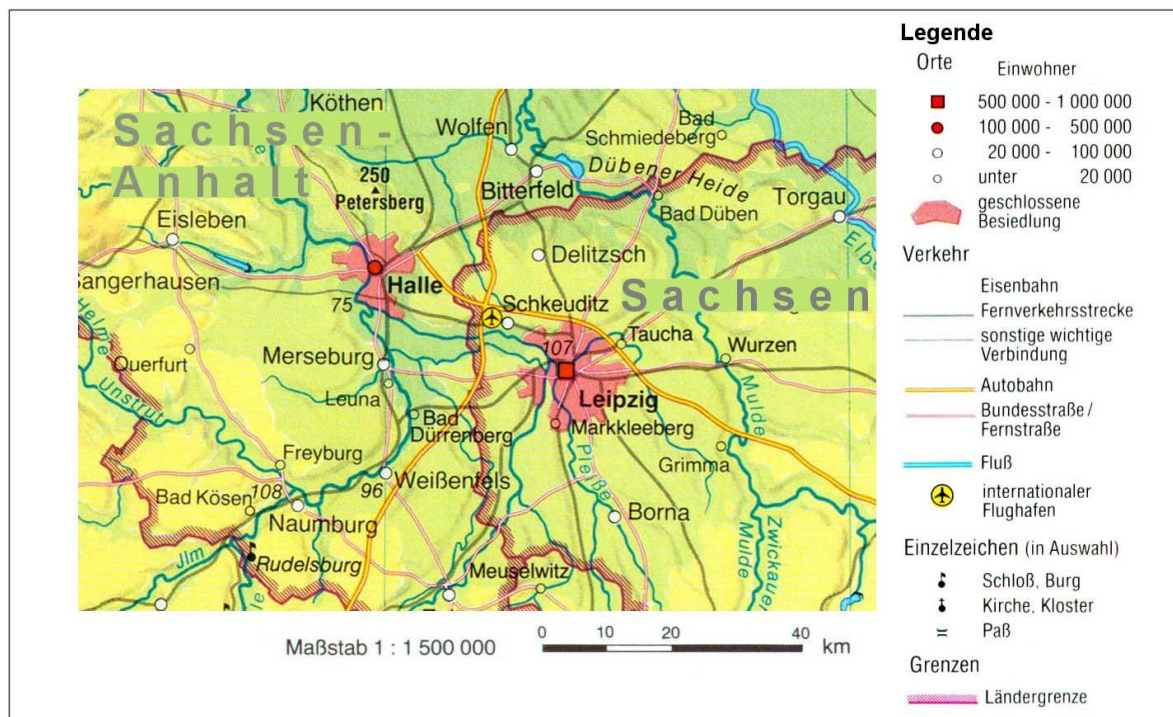 Köthen
Wolfen
Bad
Schmiedeberg
Sachsen-
Anhalt
Dübener Heide
250
Petersberg
Bitterfeld
Torgau
Bad Düben
Eisleben
Elbe
Delitzsch
Sangerhausen
Halle
Sachsen
75
Schkeuditz
Helme
107
Taucha
Wurzen
Querfurt
Merseburg
Unstrut
Leuna
Leipzig
Mulde
Bad
Dürrenberg
Markkleeberg
Freyburg
Pleiße
Grimma
Bad Kösen
108
96
Weißenfels
Naumburg
Borna
Zwickauer
Mulde
Jlm
Rudelsburg
Meuselwitz
Maßstab 1 : 1 500 000
0 10 20 40 km
Legende
Orte
Einwohner
500 000 - 1 000 000
100 000 - 500 000
20 000 - 100 000
unter 20 000
geschlossene
Besiedlung
Verkehr
Eisenbahn
Fernverkehrsstrecke
sonstige wichtige
Verbindung
Autobahn
Bundesstraße /
Fernstraße
Fluß
internationaler
Flughafen
Einzelzeichen (in Auswahl)
Schloß, Burg
Kirche, Kloster
Paß
Grenzen
Ländergrenze